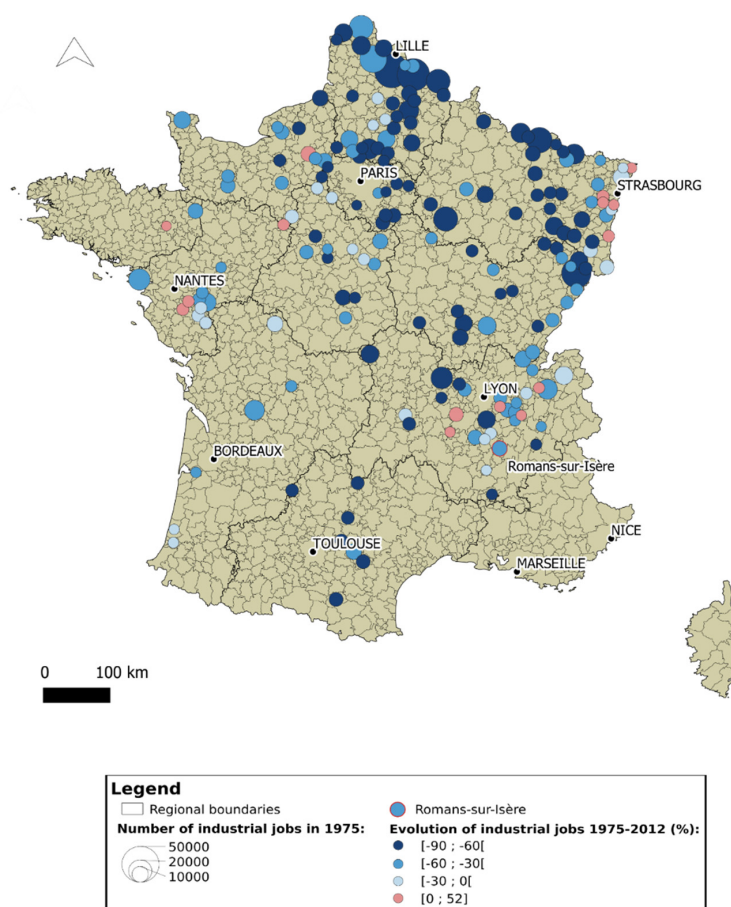 LILLE
PARIS
STRASBOURG
NANTES
LYON
BORDEAUX
Romans-sur-Isère
TOULOUSE
NICE
MARSEILLE
0 100 km
Legend
Regional boundaries
Romans-sur-Isère
Number of industrial jobs in 1975:
50000
20000
10000
Evolution of industrial jobs 1975-2012 (%):
[-90 ; -60[
[-60 ; -30[
[-30 ; 0[
[0 ; 52]